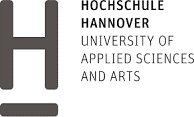 HOCHSCHULE
HANNOVER
UNIVERSITY OF
APPLIED SCIENCES
AND ARTS
H